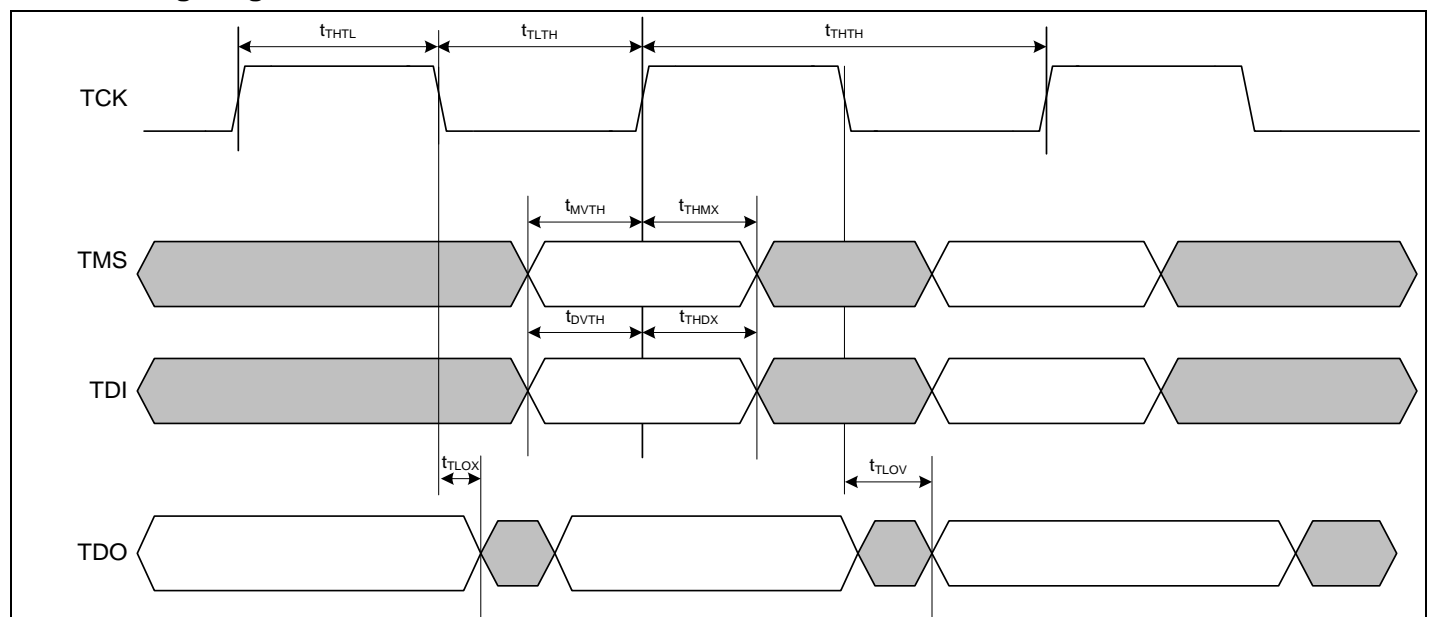 tTHTL tTLTH tTHTH
TCK
tMVTH tTHMX
TMS
tDVTH tTHDX
TDI
tTLOX tTLOV
TDO